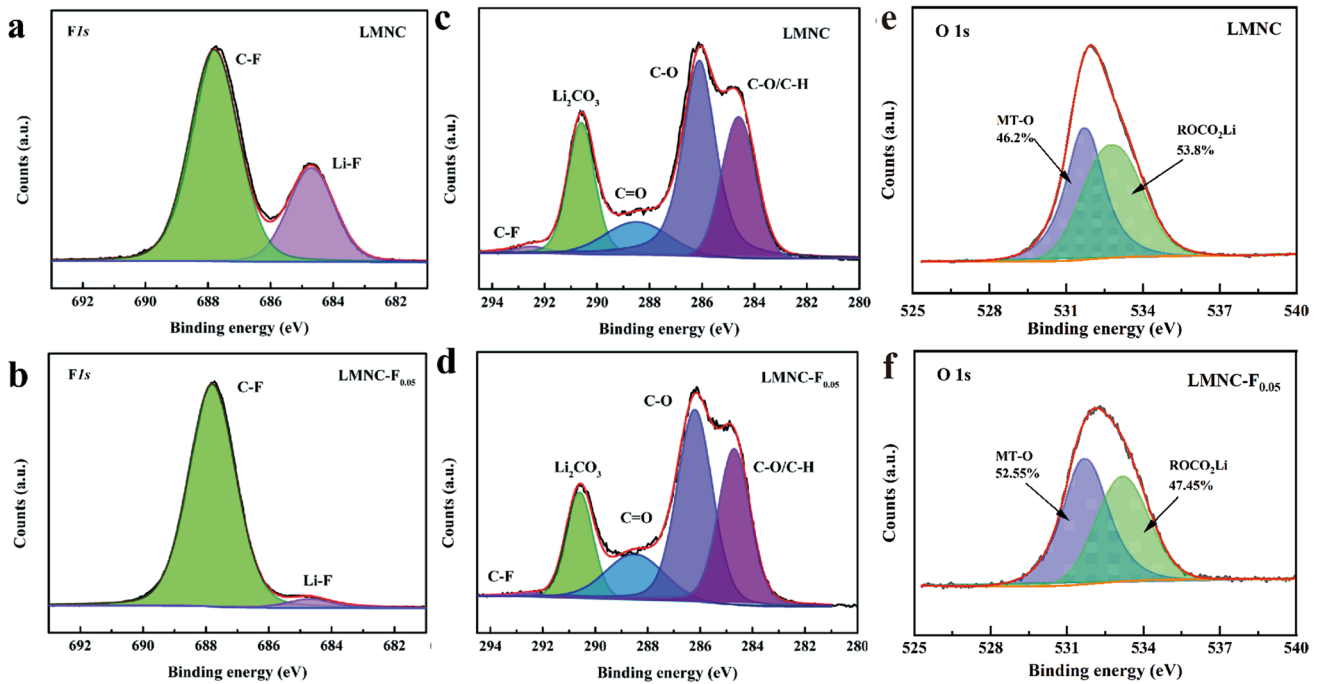 a
F1s
LMNC
C-F
Li-F
Counts (a.u.)
692 690 688 686 684 682
Binding energy (eV)
c
LMNC
C-O
Li₂CO₃
C-O/C-H
C=O
C-F
Counts (a.u.)
294 292 290 288 286 284 282 280
Binding energy (eV)
e
O 1s
LMNC
MT-O
46.2%
ROCO₂Li
53.8%
Counts (a.u.)
525 528 531 534 537 540
Binding energy (eV)
b
F1s
LMNC-F₀.₀₅
C-F
Li-F
Counts (a.u.)
692 690 688 686 684 682
Binding energy (eV)
d
LMNC-F₀.₀₅
C-O
Li₂CO₃
C-O/C-H
C=O
C-F
Counts (a.u.)
294 292 290 288 286 284 282 280
Binding energy (eV)
f
O 1s
LMNC-F₀.₀₅
MT-O
52.55%
ROCO₂Li
47.45%
Counts (a.u.)
525 528 531 534 537 540
Binding energy (eV)